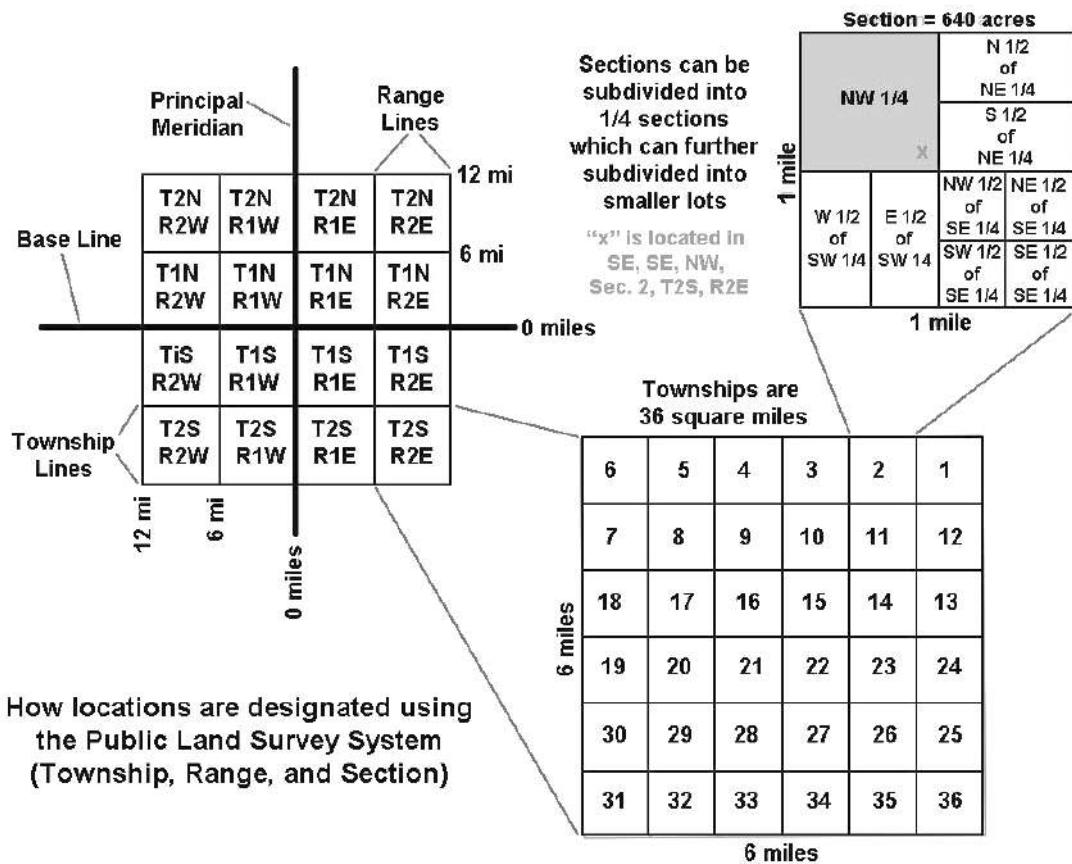 Section = 640 acres
NW 1/4
x
N 1/2
of
NE 1/4
S 1/2
of
NE 1/4
W 1/2
of
SW 1/4
E 1/2
of
SW 14
NW 1/2
of
SE 1/4
NE 1/2
of
SE 1/4
SW 1/2
of
SE 1/4
SE 1/2
of
SE 1/4
1 mile
1 mile
Sections can be
subdivided into
1/4 sections
which can further
subdivided into
smaller lots
“x” is located in
SE, SE, NW,
Sec. 2, T2S, R2E
Principal
Meridian
Range
Lines
12 mi
6 mi
Base Line
0 miles
T2N T2N T2N T2N
R2W R1W R1E R2E
T1N T1N T1N T1N
R2W R1W R1E R2E
TiS T1S T1S T1S
R2W R1W R1E R2E
T2S T2S T2S T2S
R2W R1W R1E R2E
Township
Lines
12 mi
6 mi
0 miles
Townships are
36 square miles
6 5 4 3 2 1
7 8 9 10 11 12
18 17 16 15 14 13
19 20 21 22 23 24
30 29 28 27 26 25
31 32 33 34 35 36
6 miles
6 miles
How locations are designated using
the Public Land Survey System
(Township, Range, and Section)